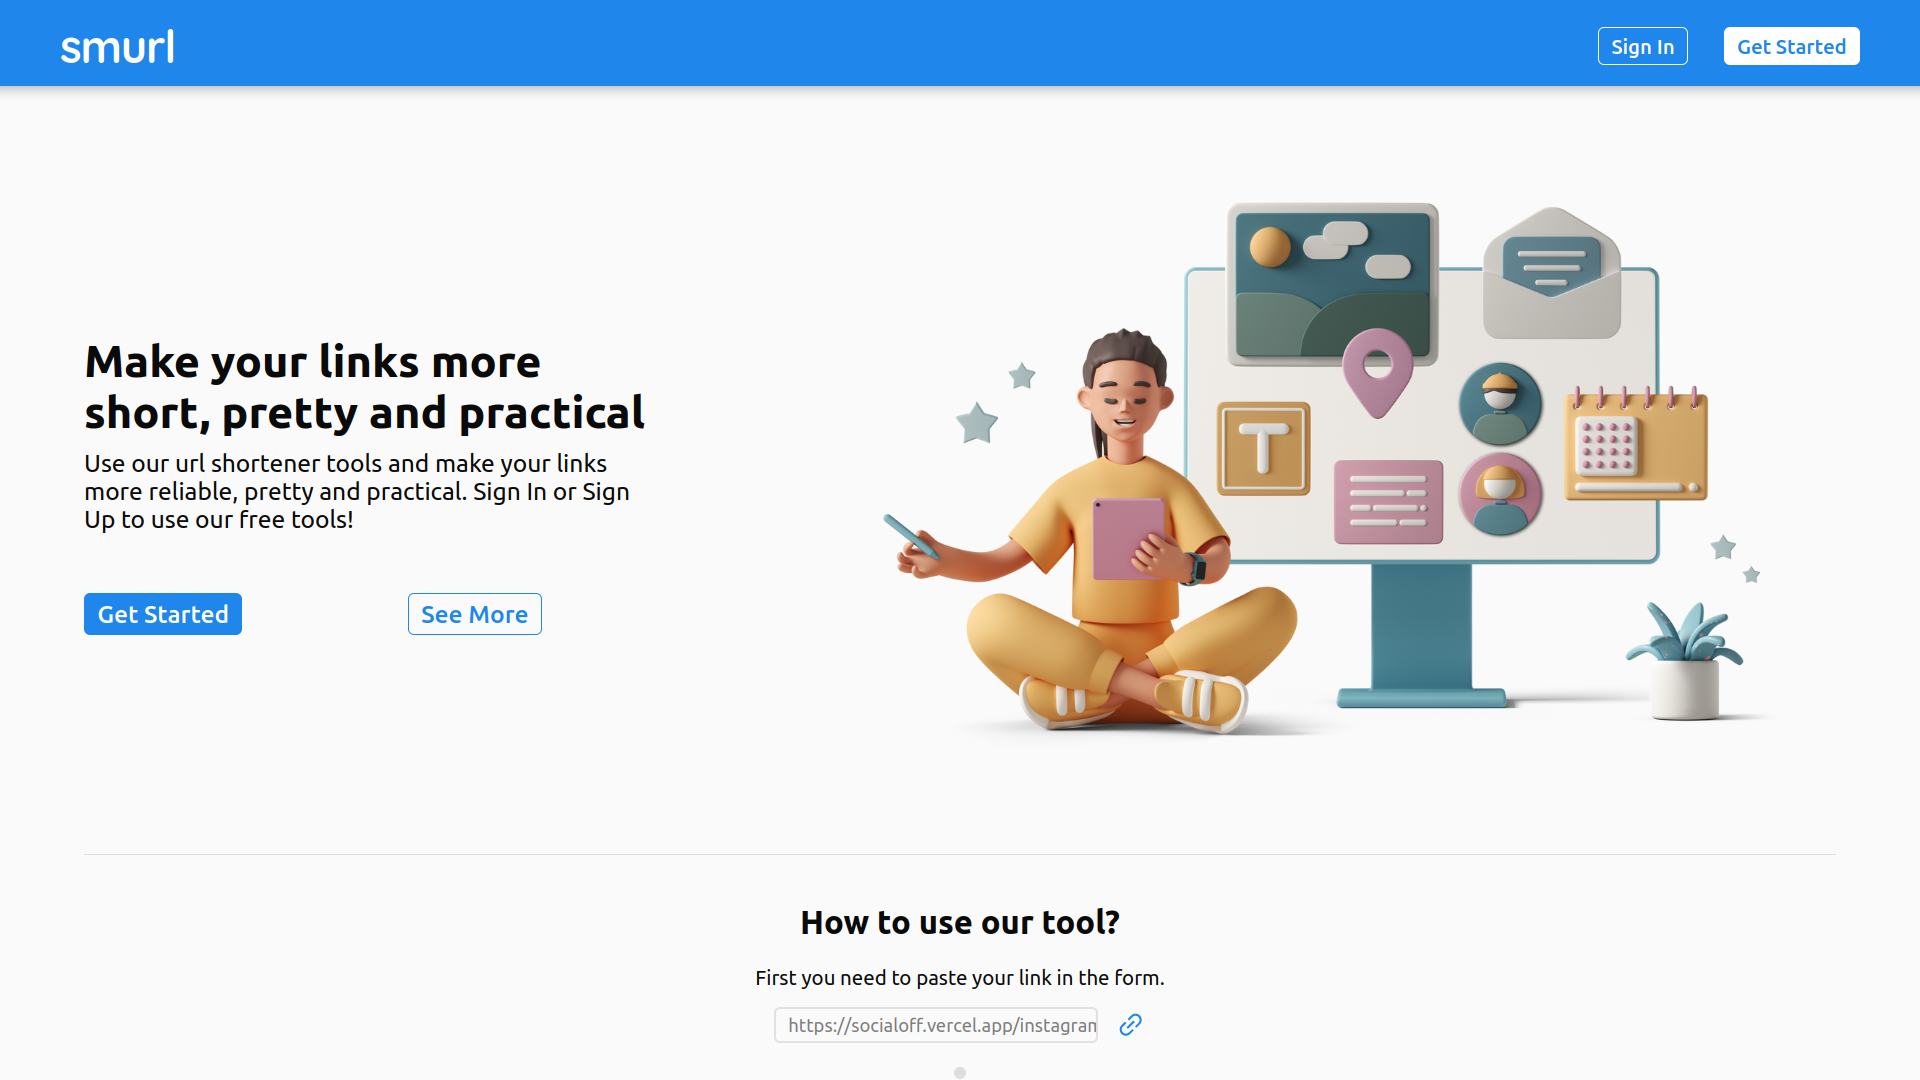 smurl
Sign In
Get Started
Make your links more
short, pretty and practical
Use our url shortener tools and make your links
more reliable, pretty and practical. Sign In or Sign
Up to use our free tools!
Get Started
See More
T
How to use our tool?
First you need to paste your link in the form.
https://socialoff.vercel.app/instagram